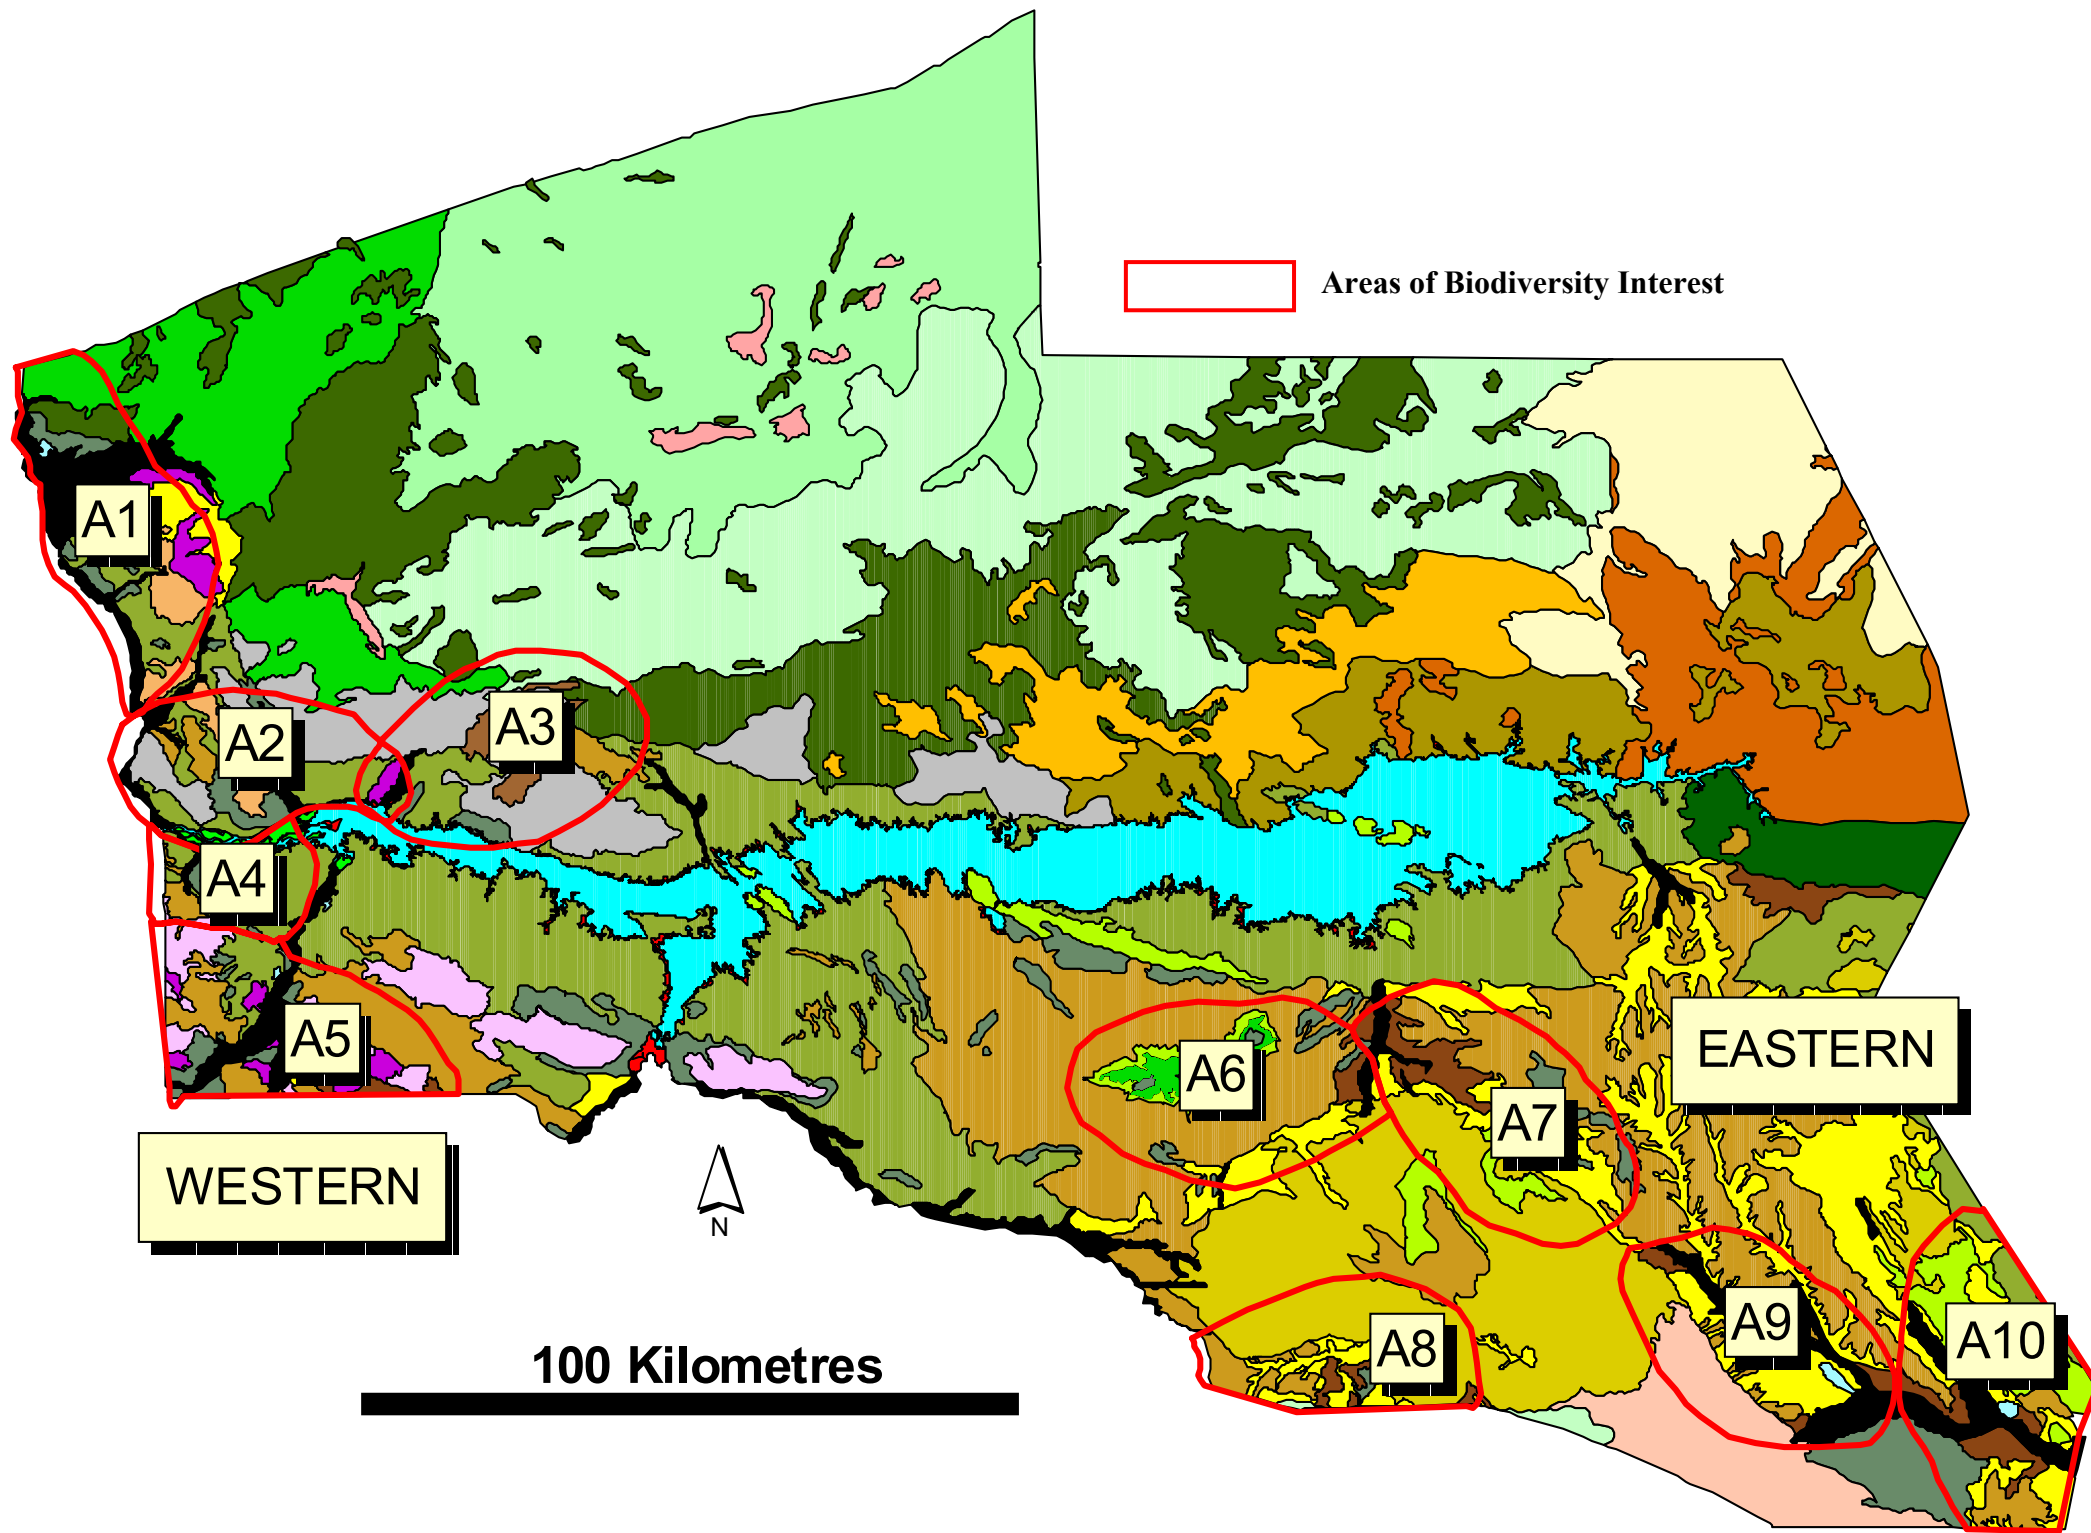 Areas of Biodiversity Interest
A1
A2
A3
A4
A5
A6
A7
EASTERN
WESTERN
N
A8
A9
A10
100 Kilometres